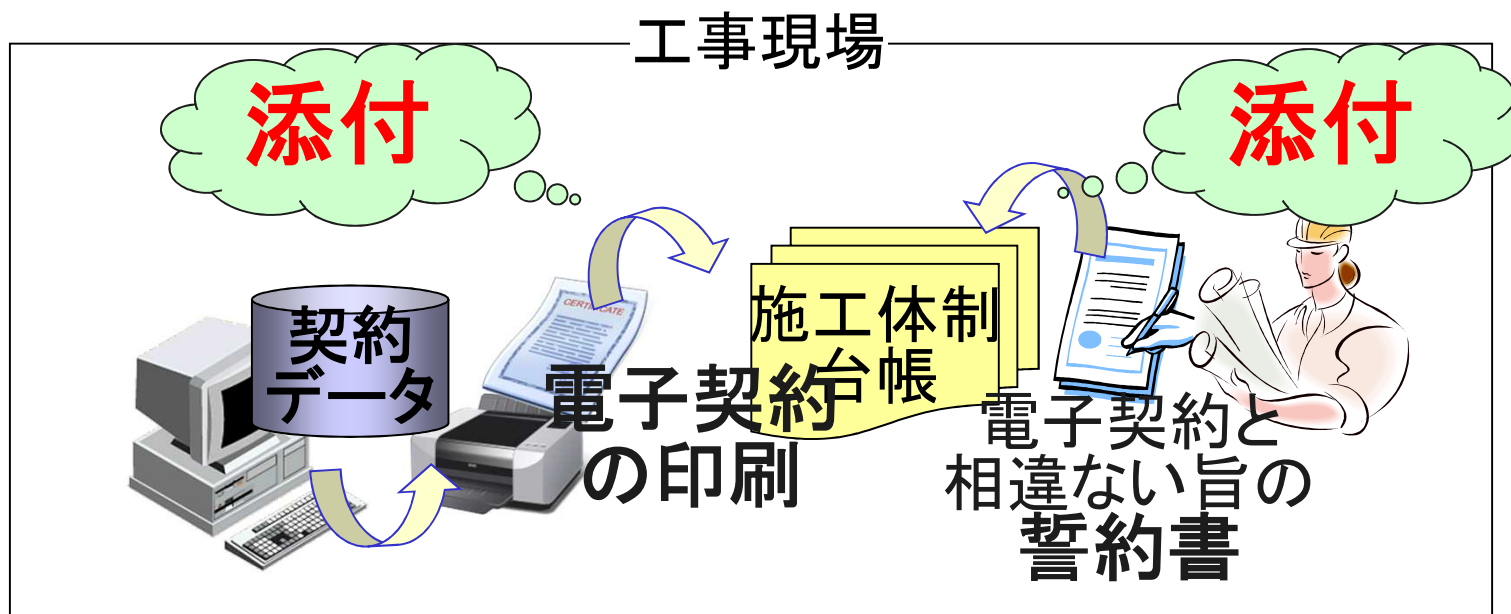 工事現場
添付
添付
契約
データ
CERTIFICATE
電子契約
の印刷
施工体制
台帳
電子契約と
相違ない旨の
誓約書